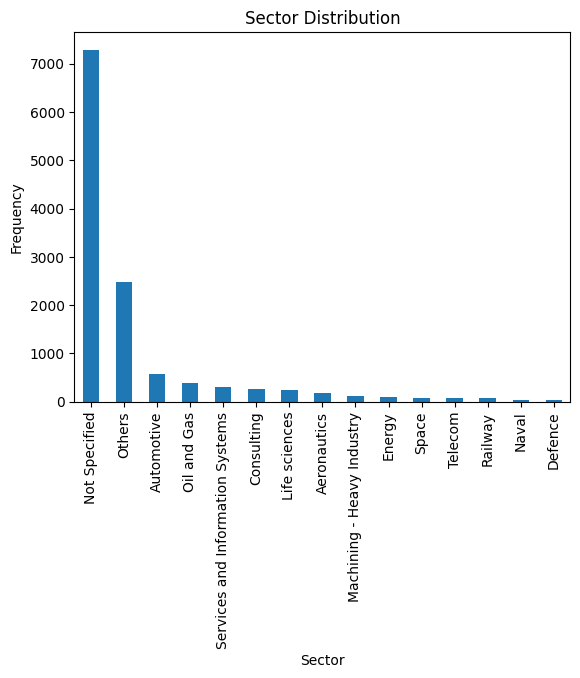 Sector Distribution
7000
6000
5000
4000
3000
2000
1000
0
Frequency
Not Specified
Others
Automotive
Oil and Gas
Services and Information Systems
Consulting
Life sciences
Aeronautics
Machining - Heavy Industry
Energy
Space
Telecom
Railway
Naval
Defence
Sector